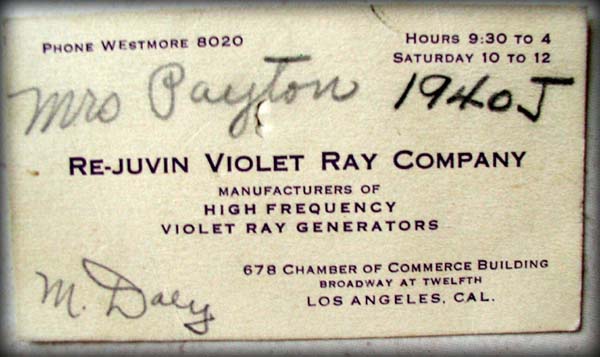 PHONE WESTMORE 8020
HOURS 9:30 TO 4
SATURDAY 10 TO 12
Mrs Payton 1940J
RE-JUVIN VIOLET RAY COMPANY
MANUFACTURERS OF
HIGH FREQUENCY
VIOLET RAY GENERATORS
678 CHAMBER OF COMMERCE BUILDING
BROADWAY AT TWELFTH
LOS ANGELES, CAL.
M. Daey